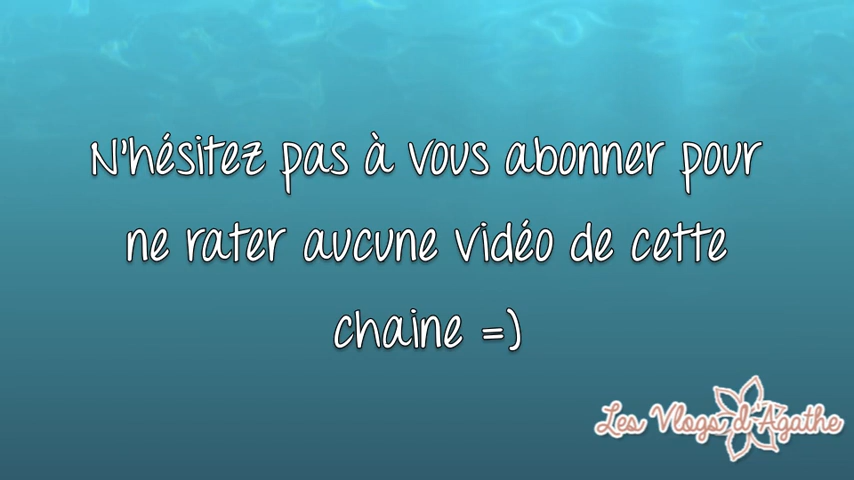 N'hésitez pas à vous abonner pour
ne rater aucune vidéo de cette
chaine =)
Les Vlogs d'Agathe